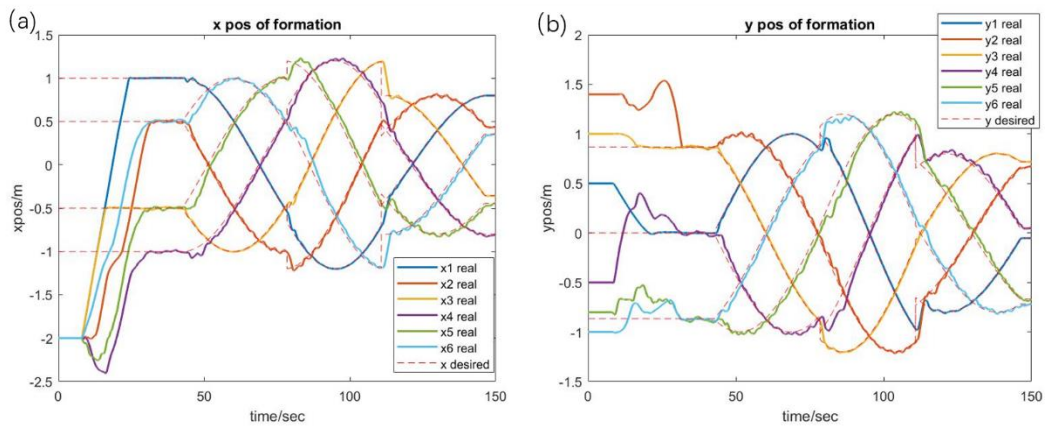 (a)
x pos of formation
1.5
1
0.5
0
-0.5
-1
-1.5
-2
-2.5
xpos/m
0
50
100
150
time/sec
x1 real
x2 real
x3 real
x4 real
x5 real
x6 real
x desired
(b)
y pos of formation
2
1.5
1
0.5
0
-0.5
-1
-1.5
ypos/m
0
50
100
150
time/sec
y1 real
y2 real
y3 real
y4 real
y5 real
y6 real
y desired